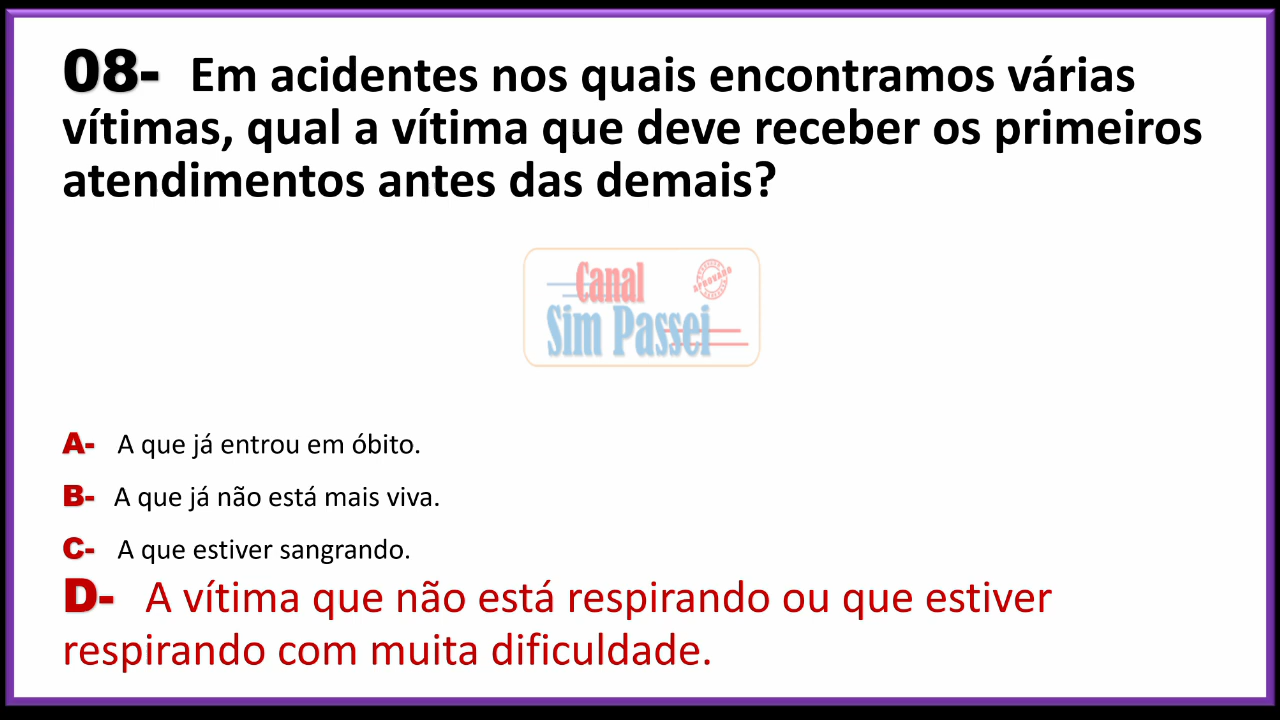 08- Em acidentes nos quais encontramos várias
vítimas, qual a vítima que deve receber os primeiros
atendimentos antes das demais?
Canal
APROVADO
Sim Passei
A- A que já entrou em óbito.
B- A que já não está mais viva.
C- A que estiver sangrando.
D- A vítima que não está respirando ou que estiver
respirando com muita dificuldade.